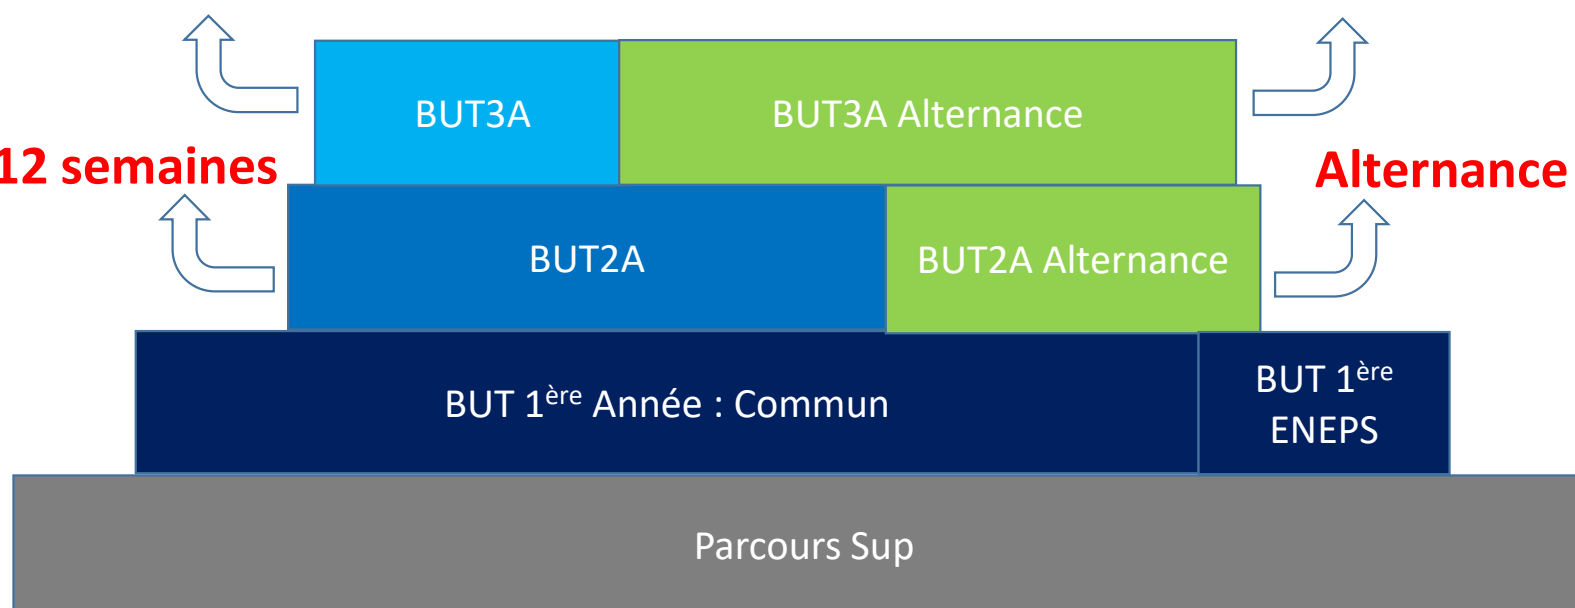 BUT3A
BUT3A Alternance
12 semaines
Alternance
BUT2A
BUT2A Alternance
BUT 1ère Année : Commun
BUT 1ère
ENEPS
Parcours Sup